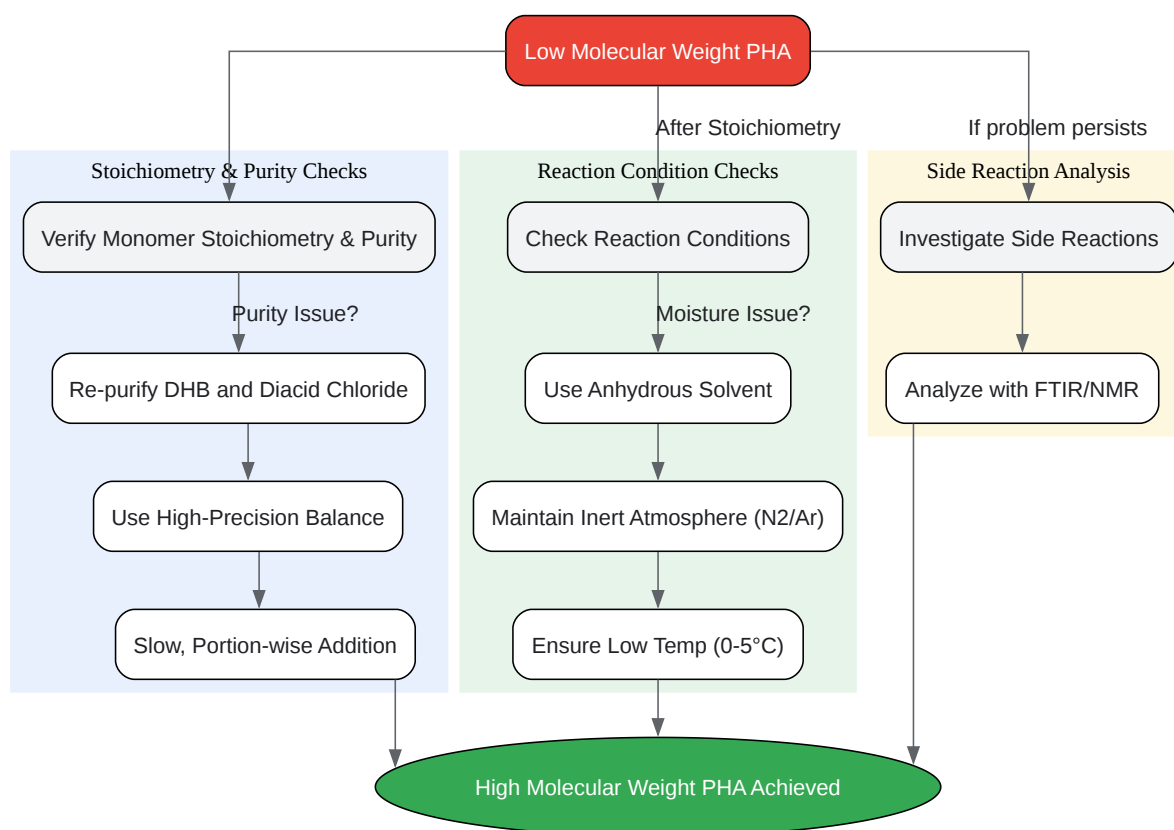 Low Molecular Weight PHA
After Stoichiometry
If problem persists
Stoichiometry & Purity Checks
Reaction Condition Checks
Side Reaction Analysis
Verify Monomer Stoichiometry & Purity
Check Reaction Conditions
Investigate Side Reactions
Purity Issue?
Moisture Issue?
Re-purify DHB and Diacid Chloride
Use Anhydrous Solvent
Analyze with FTIR/NMR
Use High-Precision Balance
Maintain Inert Atmosphere (N2/Ar)
Slow, Portion-wise Addition
Ensure Low Temp (0-5°C)
High Molecular Weight PHA Achieved